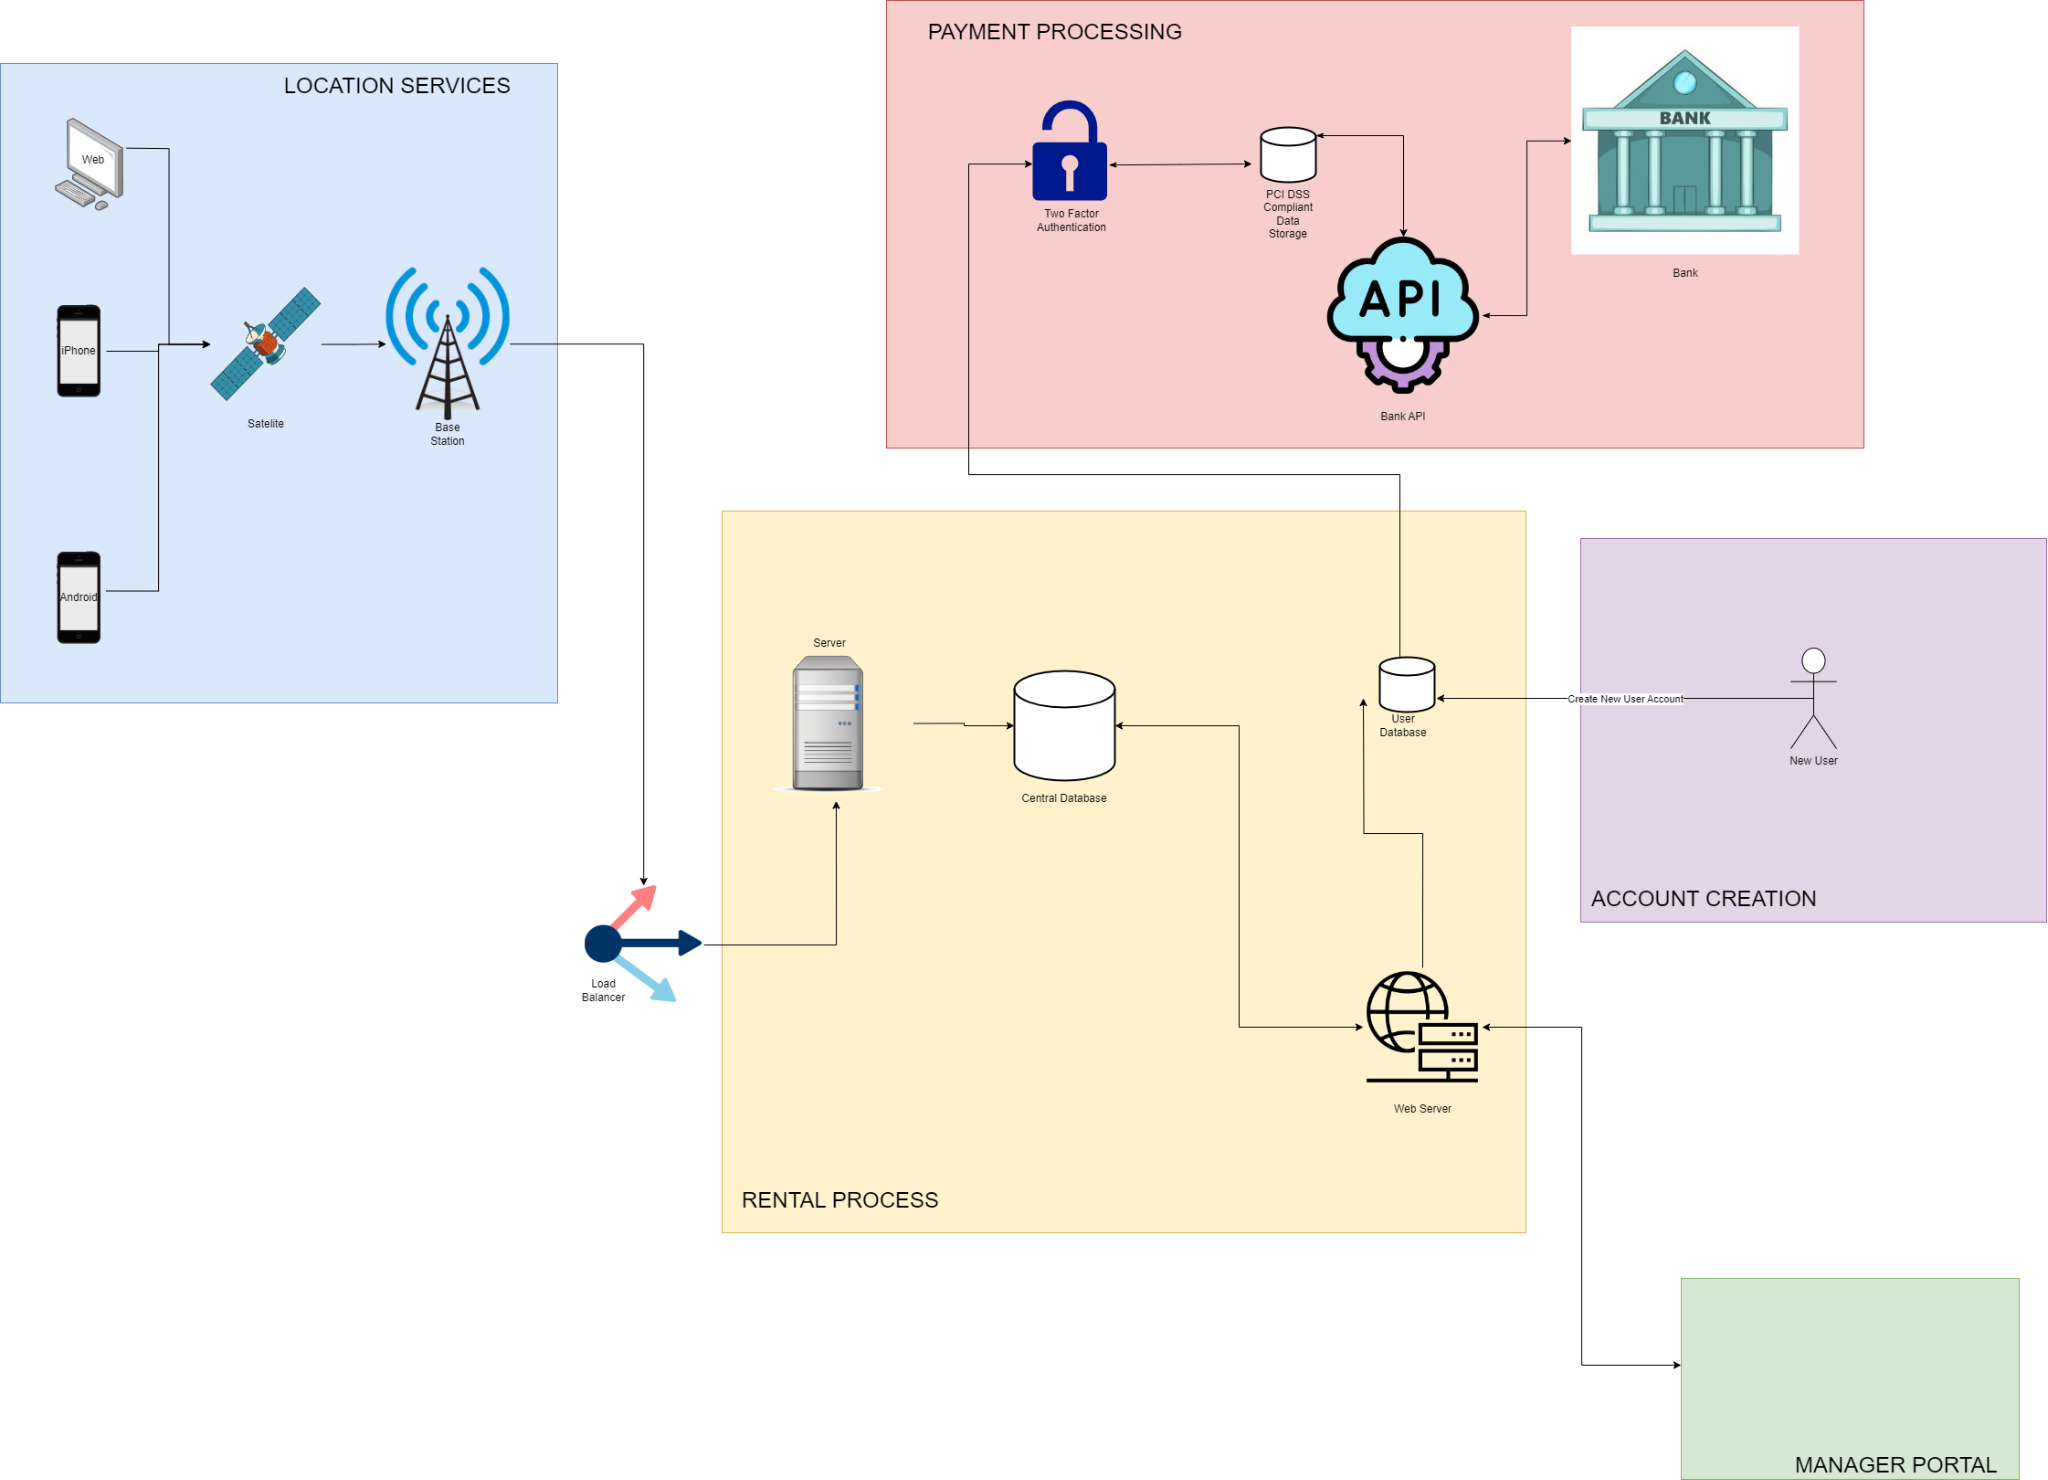 PAYMENT PROCESSING
BANK
Two Factor
Authentication
PCI DSS
Compliant
Data
Storage
API
Bank
Bank API
LOCATION SERVICES
Web
iPhone
Satelite
Base
Station
Android
Server
Central Database
User
Database
Create New User Account
New User
ACCOUNT CREATION
Load
Balancer
Web Server
RENTAL PROCESS
MANAGER PORTAL